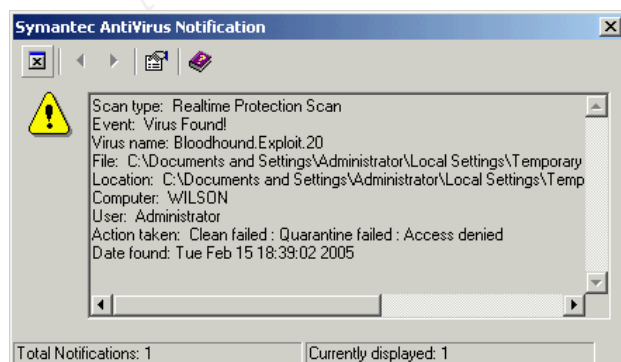 Symantec AntiVirus Notification
Scan type: Realtime Protection Scan
Event: Virus Found!
Virus name: Bloodhound.Exploit.20
File: C:\Documents and Settings\Administrator\Local Settings\Temporary
Location: C:\Documents and Settings\Administrator\Local Settings\Temp
Computer: WILSON
User: Administrator
Action taken: Clean failed : Quarantine failed : Access denied
Date found: Tue Feb 15 18:39:02 2005
Total Notifications: 1
Currently displayed: 1